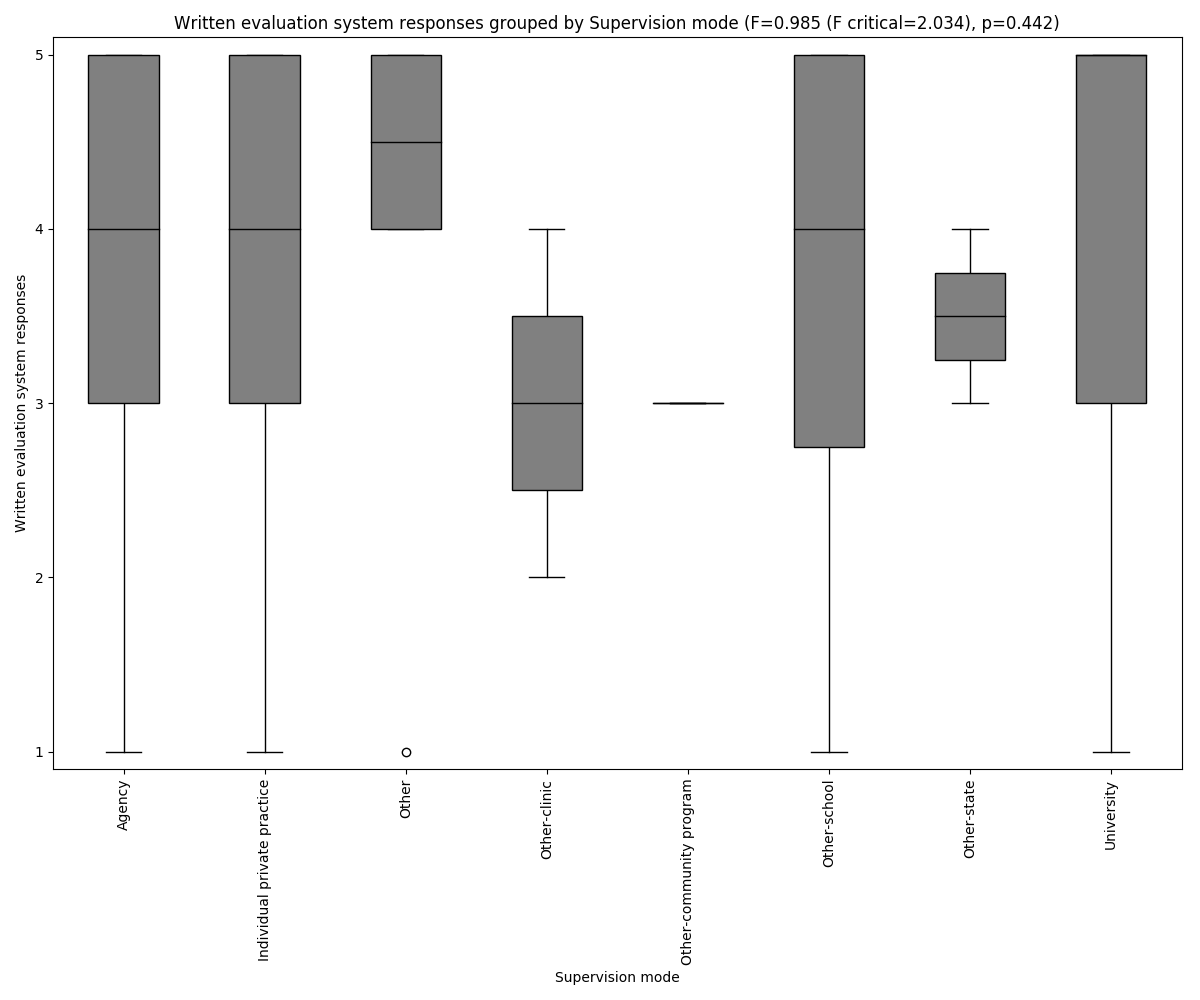 Written evaluation system responses grouped by Supervision mode (F=0.985 (F critical=2.034), p=0.442)
Written evaluation system responses
5
4
3
2
1
Agency
Individual private practice
Other
Other-clinic
Other-community program
Other-school
Other-state
University
Supervision mode